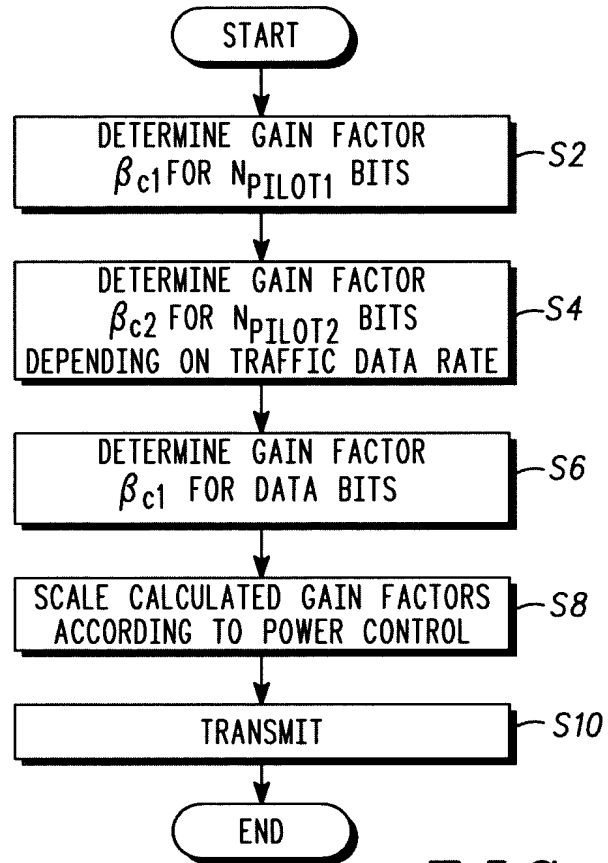 START
DETERMINE GAIN FACTOR
βc1 FOR NPILOT1 BITS
S2
DETERMINE GAIN FACTOR
βc2 FOR NPILOT2 BITS
DEPENDING ON TRAFFIC DATA RATE
S4
DETERMINE GAIN FACTOR
βc1 FOR DATA BITS
S6
SCALE CALCULATED GAIN FACTORS
ACCORDING TO POWER CONTROL
S8
TRANSMIT
S10
END